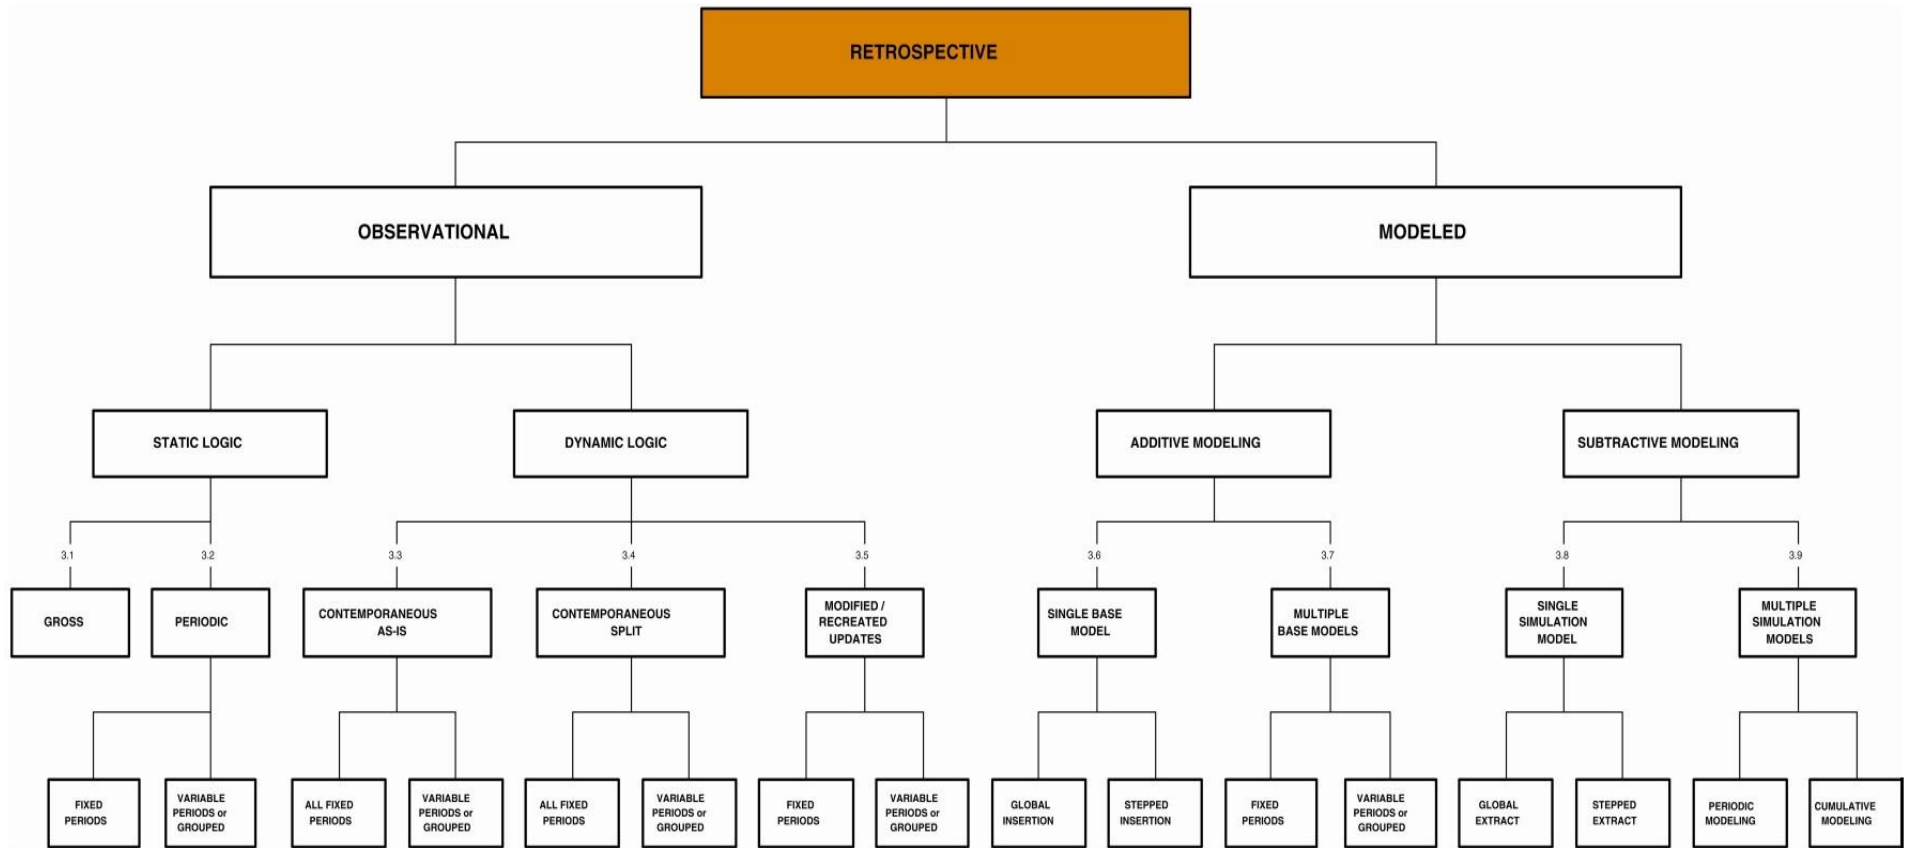 RETROSPECTIVE
OBSERVATIONAL
MODELED
STATIC LOGIC
DYNAMIC LOGIC
ADDITIVE MODELING
SUBTRACTIVE MODELING
3.1
3.2
3.3
3.4
3.5
3.6
3.7
3.8
3.9
GROSS
PERIODIC
CONTEMPORANEOUS
AS-IS
CONTEMPORANEOUS
SPLIT
MODIFIED /
RECREATED
UPDATES
SINGLE BASE
MODEL
MULTIPLE
BASE MODELS
SINGLE
SIMULATION
MODEL
MULTIPLE
SIMULATION
MODELS
FIXED
PERIODS
VARIABLE
PERIODS or
GROUPED
ALL FIXED
PERIODS
VARIABLE
PERIODS or
GROUPED
ALL FIXED
PERIODS
VARIABLE
PERIODS or
GROUPED
FIXED
PERIODS
VARIABLE
PERIODS or
GROUPED
GLOBAL
INSERTION
STEPPED
INSERTION
FIXED
PERIODS
VARIABLE
PERIODS or
GROUPED
GLOBAL
EXTRACT
STEPPED
EXTRACT
PERIODIC
MODELING
CUMULATIVE
MODELING